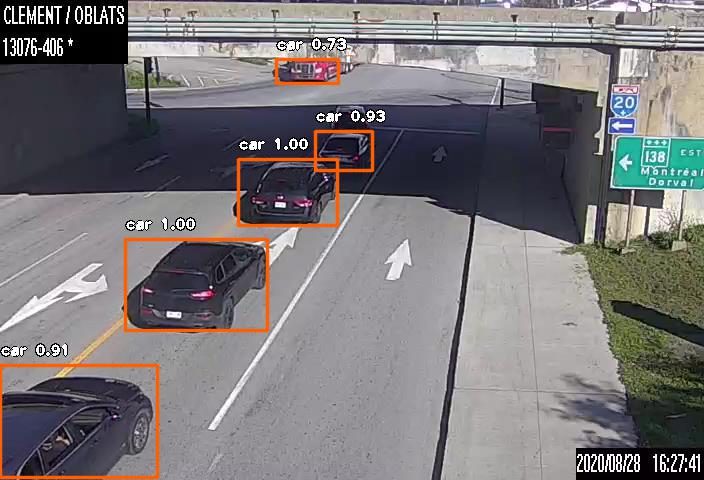 CLEMENT / OBLATS
13076-406 *
car 0.73
car 0.93
car 1.00
car 1.00
car 0.91
20
138 EST
Montréal
Dorval
2020/08/28 16:27:41